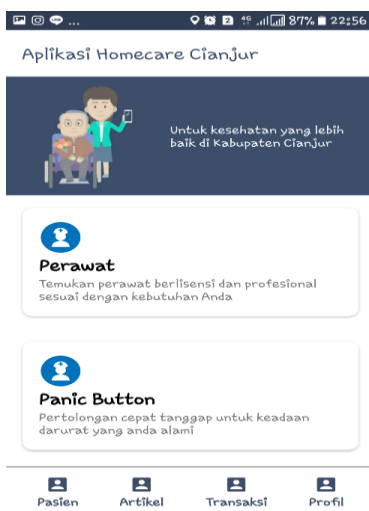 ... 2 4G 87% 22:56
Aplikasi Homecare Cianjur
Untuk kesehatan yang lebih
baik di Kabupaten Cianjur
Perawat
Temukan perawat berlisensi dan profesional
sesuai dengan kebutuhan Anda
Panic Button
Pertolongan cepat tanggap untuk keadaan
darurat yang anda alami
Pasien Artikel Transaksi Profil